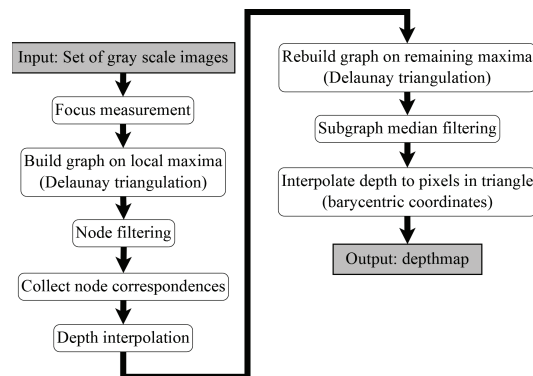 Input: Set of gray scale images
Focus measurement
Build graph on local maxima
(Delaunay triangulation)
Node filtering
Collect node correspondences
Depth interpolation
Rebuild graph on remaining maxima
(Delaunay triangulation)
Subgraph median filtering
Interpolate depth to pixels in triangle
(barycentric coordinates)
Output: depthmap